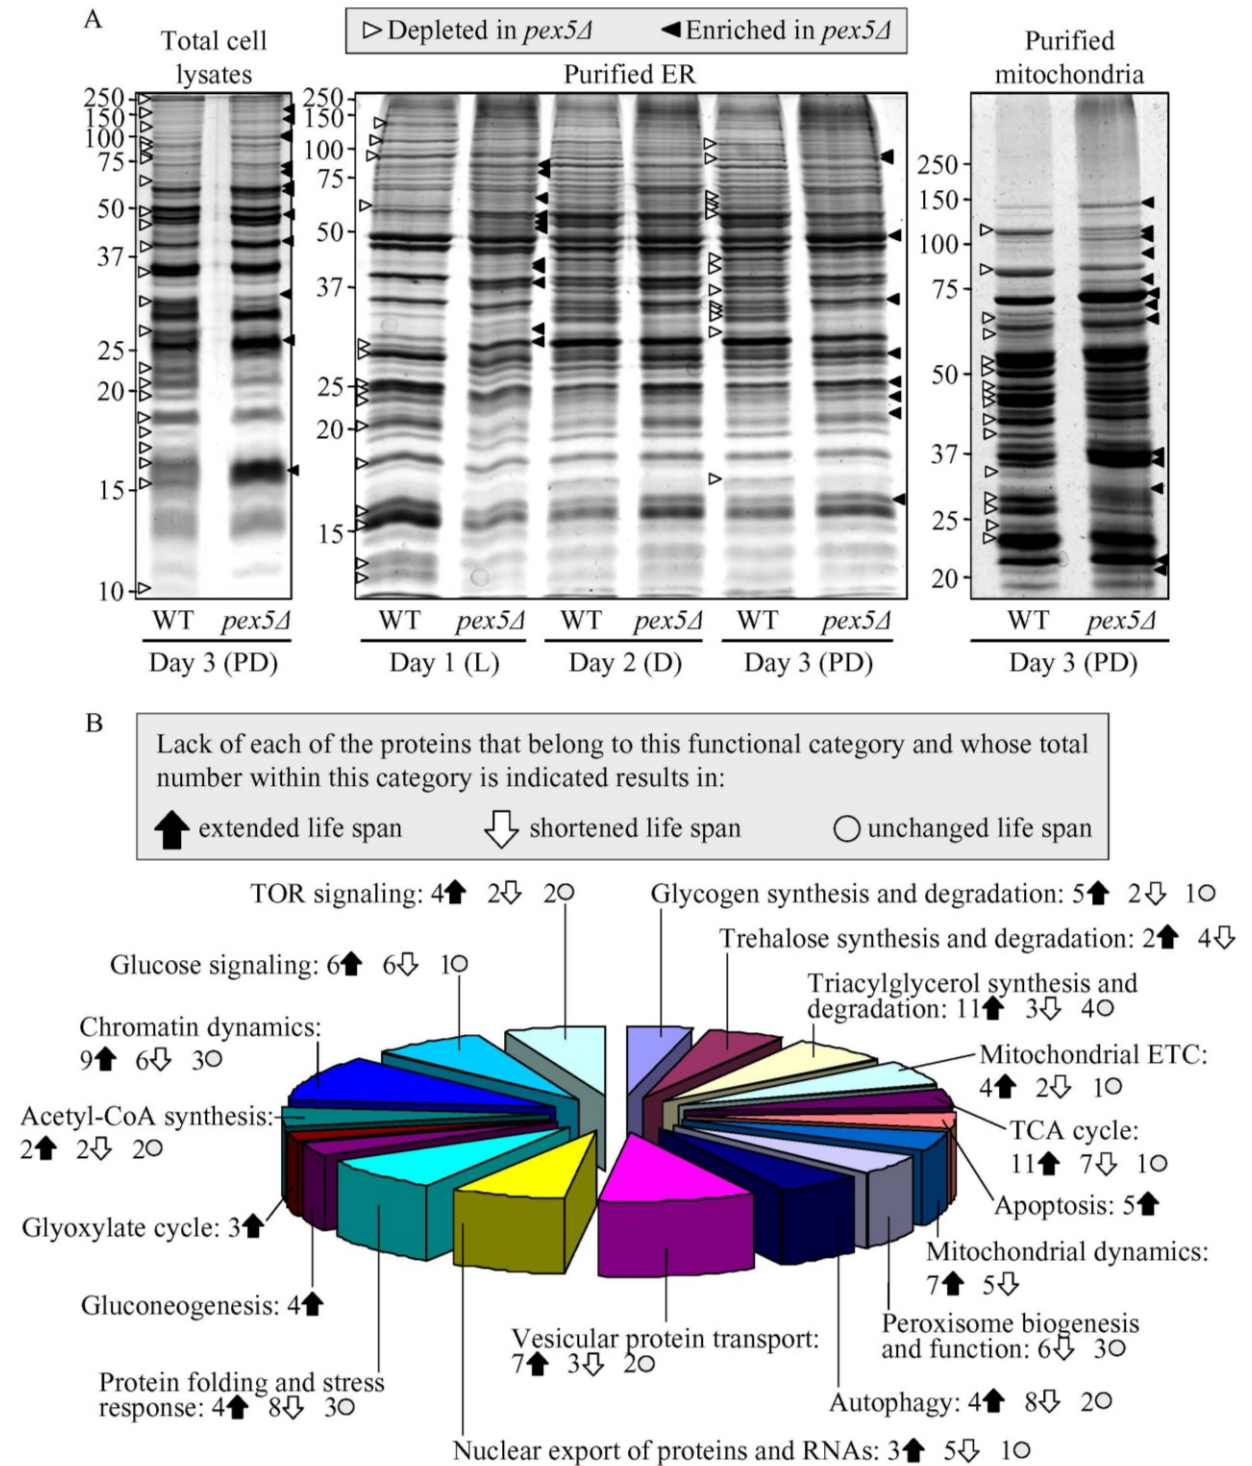 A
Total cell
lysates
▷ Depleted in pex5Δ ◀ Enriched in pex5Δ
Purified ER
Purified
mitochondria
250
150
100
75
50
37
25
20
15
10
250
150
100
75
50
37
25
20
15
250
150
100
75
50
37
25
20
WT pex5Δ
WT pex5Δ WT pex5Δ WT pex5Δ
WT pex5Δ
Day 3 (PD)
Day 1 (L) Day 2 (D) Day 3 (PD)
Day 3 (PD)
B
Lack of each of the proteins that belong to this functional category and whose total
number within this category is indicated results in:
⬆ extended life span ⇩ shortened life span ○ unchanged life span
TOR signaling: 4⬆ 2⇩ 2○
Glycogen synthesis and degradation: 5⬆ 2⇩ 1○
Trehalose synthesis and degradation: 2⬆ 4⇩
Glucose signaling: 6⬆ 6⇩ 1○
Triacylglycerol synthesis and
degradation: 11⬆ 3⇩ 4○
Chromatin dynamics:
9⬆ 6⇩ 3○
Mitochondrial ETC:
4⬆ 2⇩ 1○
Acetyl-CoA synthesis:
2⬆ 2⇩ 2○
TCA cycle:
11⬆ 7⇩ 1○
Apoptosis: 5⬆
Glyoxylate cycle: 3⬆
Mitochondrial dynamics:
7⬆ 5⇩
Gluconeogenesis: 4⬆
Peroxisome biogenesis
and function: 6⇩ 3○
Vesicular protein transport:
7⬆ 3⇩ 2○
Protein folding and stress
response: 4⬆ 8⇩ 3○
Autophagy: 4⬆ 8⇩ 2○
Nuclear export of proteins and RNAs: 3⬆ 5⇩ 1○